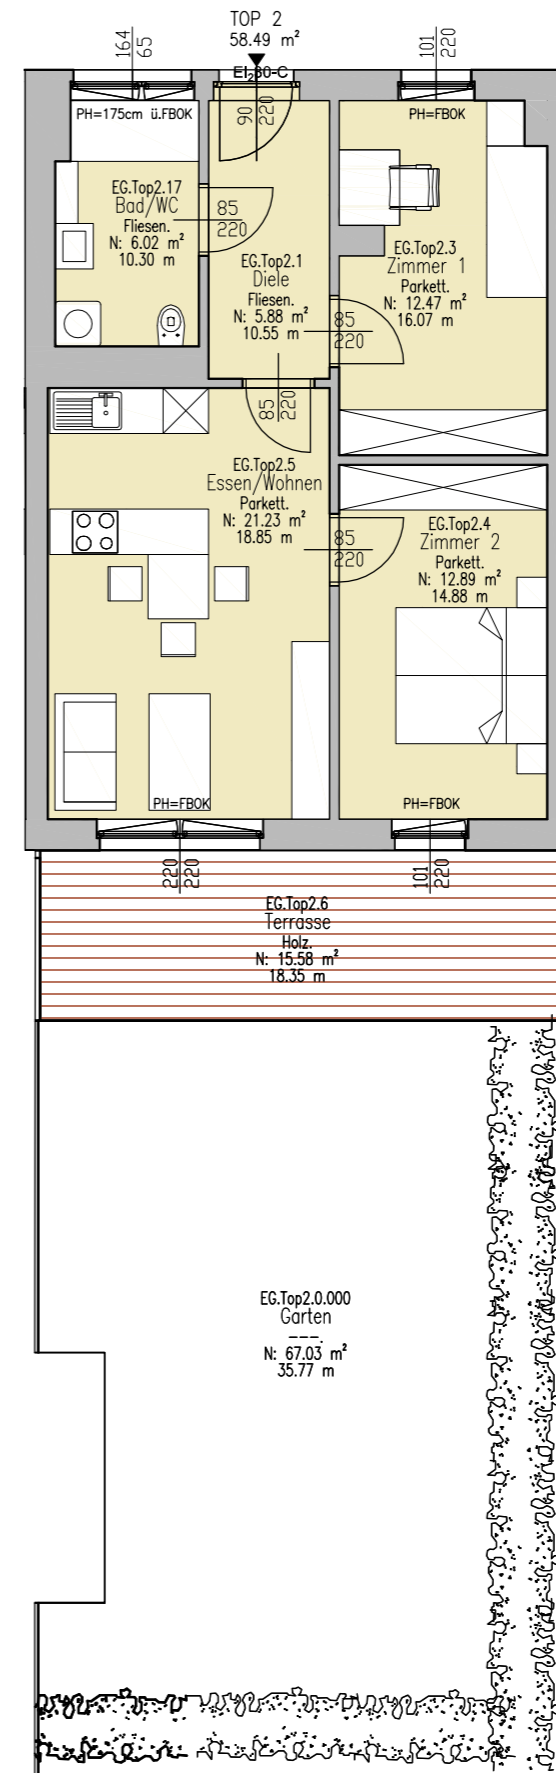 TOP 2
58.49 m²
164
65
101
220
EI₂30-C
PH=175cm ü.FBOK
90
220
PH=FBOK
EG.Top2.17
Bad/WC
Fliesen.
N: 6.02 m²
10.30 m
85
220
EG.Top2.1
Diele
Fliesen.
N: 5.88 m²
10.55 m
EG.Top2.3
Zimmer 1
Parkett.
N: 12.47 m²
16.07 m
85
220
85
220
EG.Top2.5
Essen/Wohnen
Parkett.
N: 21.23 m²
18.85 m
85
220
EG.Top2.4
Zimmer 2
Parkett.
N: 12.89 m²
14.88 m
PH=FBOK
PH=FBOK
220
220
101
220
EG.Top2.6
Terrasse
Holz.
N: 15.58 m²
18.35 m
EG.Top2.0.000
Garten
---.
N: 67.03 m²
35.77 m